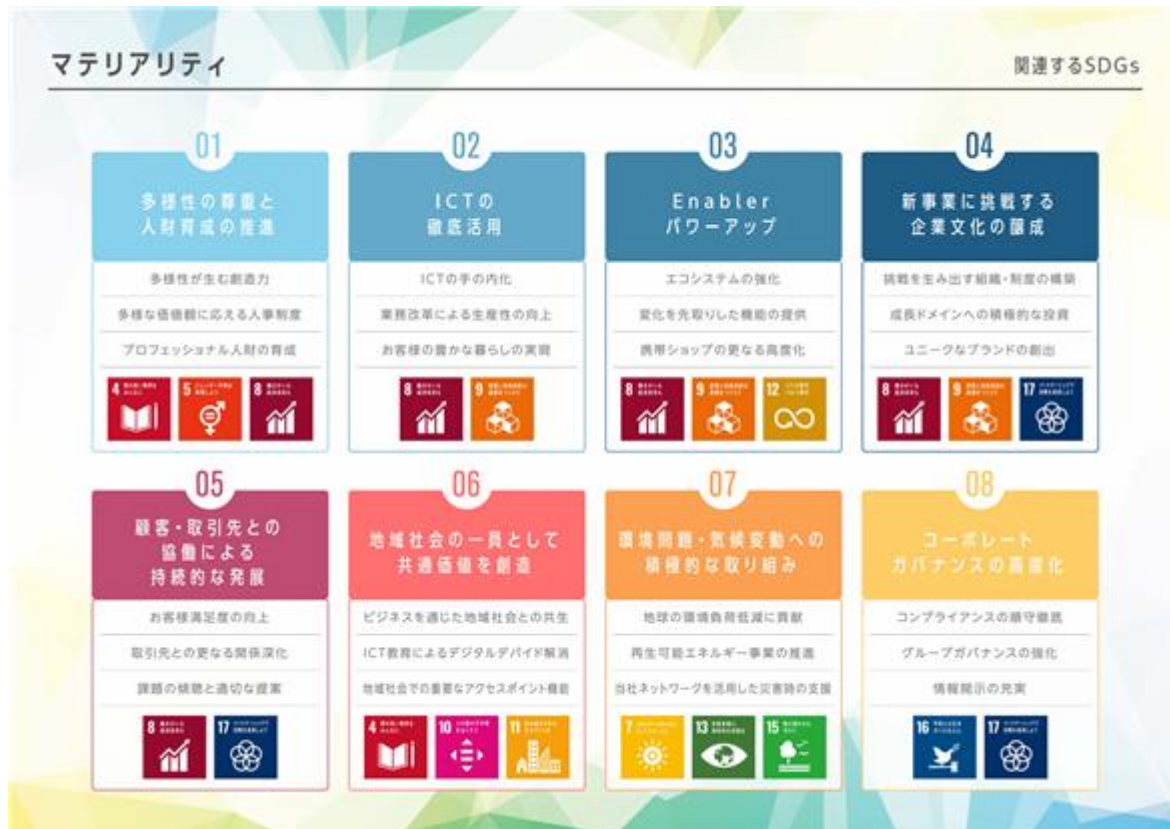 マテリアリティ
関連するSDGs
01
多様性の尊重と
人財育成の推進
多様性が生む創造力
多様な価値観に応える人事制度
プロフェッショナル人財の育成
4
5
8
02
ICTの
徹底活用
ICTの手の内化
業務改革による生産性の向上
お客様の豊かな暮らしの実現
8
9
03
Enabler
パワーアップ
エコシステムの強化
変化を先取りした機能の提供
携帯ショップの更なる高度化
8
9
12
04
新事業に挑戦する
企業文化の醸成
挑戦を生み出す組織・制度の構築
成長ドメインへの積極的な投資
ユニークなブランドの創出
8
9
17
05
顧客・取引先との
協働による
持続的な発展
お客様満足度の向上
取引先との更なる関係深化
課題の傾聴と適切な提案
8
17
06
地域社会の一員として
共通価値を創造
ビジネスを通じた地域社会との共生
ICT教育によるデジタルデバイド解消
地域社会での重要なアクセスポイント機能
4
10
11
07
環境問題・気候変動への
積極的な取り組み
地球の環境負荷低減に貢献
再生可能エネルギー事業の推進
当社ネットワークを活用した災害時の支援
7
13
15
08
コーポレート
ガバナンスの高度化
コンプライアンスの順守徹底
グループガバナンスの強化
情報開示の充実
16
17